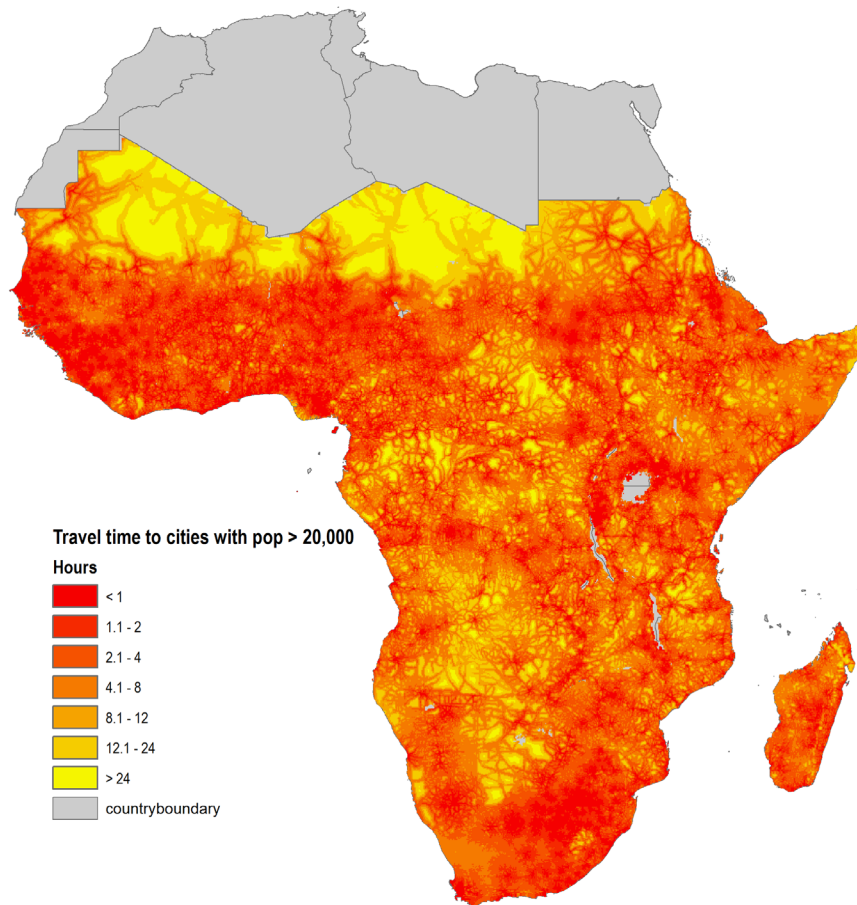 Travel time to cities with pop > 20,000
Hours
< 1
1.1 - 2
2.1 - 4
4.1 - 8
8.1 - 12
12.1 - 24
> 24
countryboundary